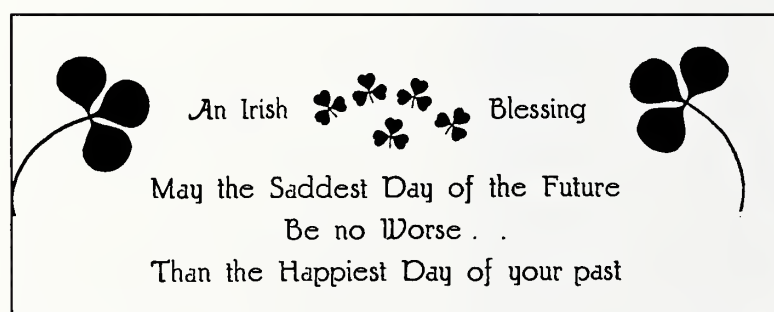 An Irish Blessing
May the Saddest Day of the Future
Be no Worse . .
Than the Happiest Day of your past